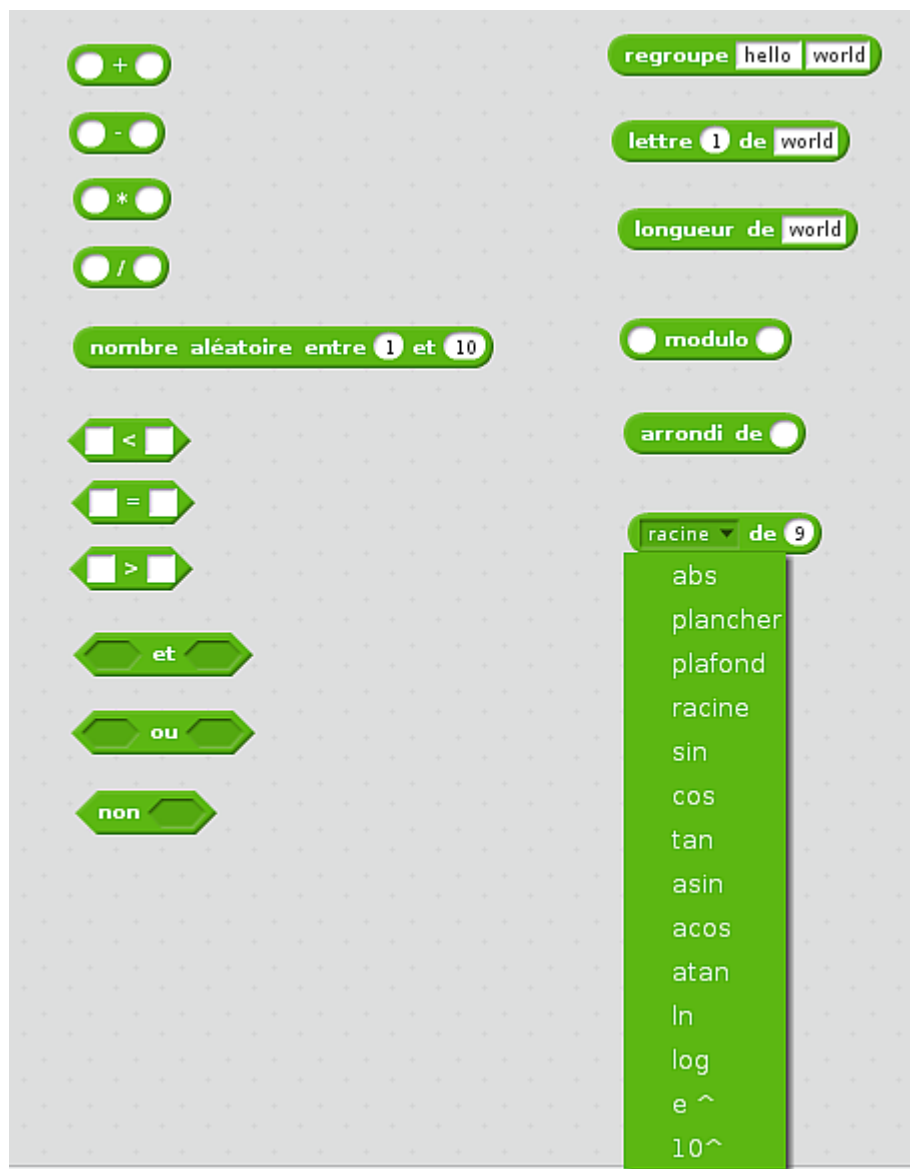 +
-
*
/
nombre aléatoire entre 1 et 10
<
=
>
et
ou
non
regroupe hello world
lettre 1 de world
longueur de world
modulo
arrondi de
racine de 9
abs
plancher
plafond
racine
sin
cos
tan
asin
acos
atan
ln
log
e ^
10^